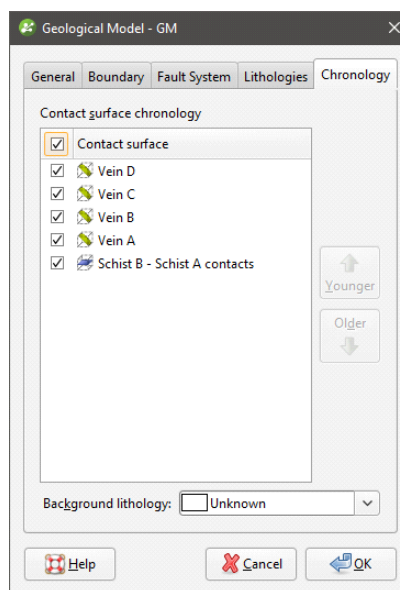 Geological Model - GM
General Boundary Fault System Lithologies Chronology
Contact surface chronology
Contact surface
Vein D
Vein C
Vein B
Vein A
Schist B - Schist A contacts
Younger
Older
Background lithology: Unknown
Help Cancel OK